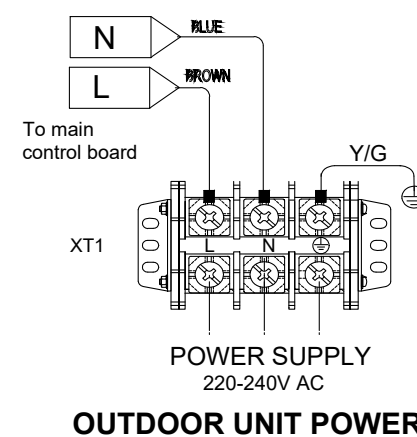 N
BLUE
L
BROWN
To main
control board
Y/G
XT1
L N
POWER SUPPLY
220-240V AC
OUTDOOR UNIT POWER